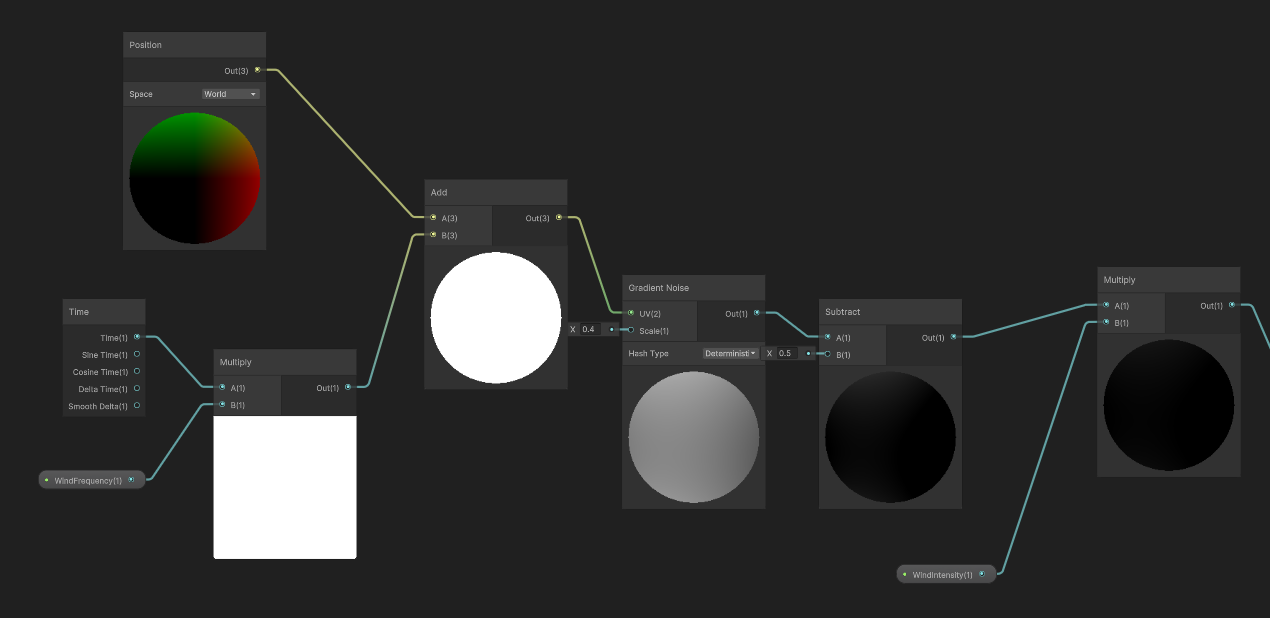 Position
Out(3)
Space World
Add
A(3) Out(3)
B(3)
Time
Time(1)
Sine Time(1)
Cosine Time(1)
Delta Time(1)
Smooth Delta(1)
Multiply
A(1) Out(1)
B(1)
WindFrequency(1)
Gradient Noise
UV(2) Out(1)
X 0.4 Scale(1)
Hash Type Deterministi
Subtract
A(1) Out(1)
X 0.5 B(1)
Multiply
A(1) Out(1)
B(1)
WindIntensity(1)